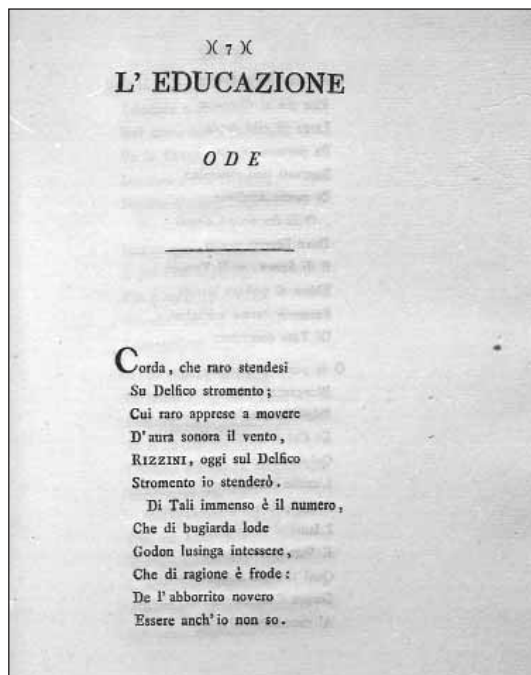 )( 7 )(
L' EDUCAZIONE
ODE
Corda, che raro stendesi
Su Delfico stromento;
Cui raro apprese a movere
D'aura sonora il vento,
RIZZINI, oggi sul Delfico
Stromento io stenderò.
Di Tali immenso è il numero,
Che di bugiarda lode
Godon lusinga intessere,
Che di ragione è frode:
De l'abborrito novero
Essere anch'io non so.